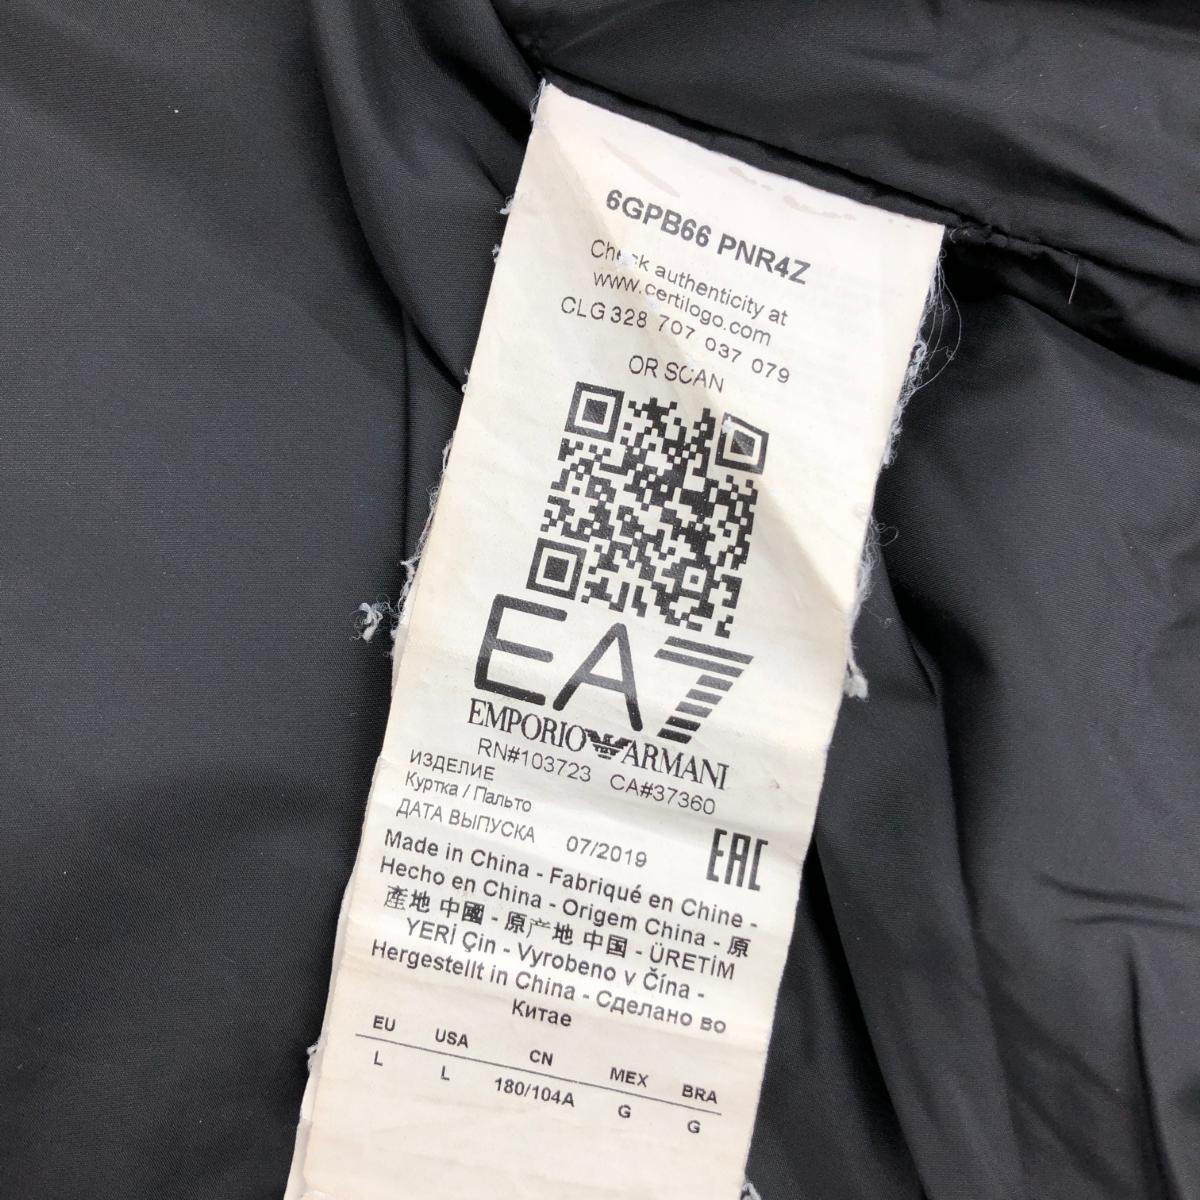 6GPB66 PNR4Z
Check authenticity at
www.certilogo.com
CLG 328 707 037 079
OR SCAN
EA7
EMPORIO ARMANI
RN#103723 CA#37360
ИЗДЕЛИЕ
Куртка / Пальто
ДАТА ВЫПУСКА 07/2019
EAC
Made in China - Fabriqué en Chine -
Hecho en China - Origem China - 原
產地 中國 - 原产地 中国 - ÜRETİM
YERİ Çin - Vyrobeno v Čína -
Hergestellt in China - Сделано во
Китае
EU USA CN MEX BRA
L L 180/104A G G